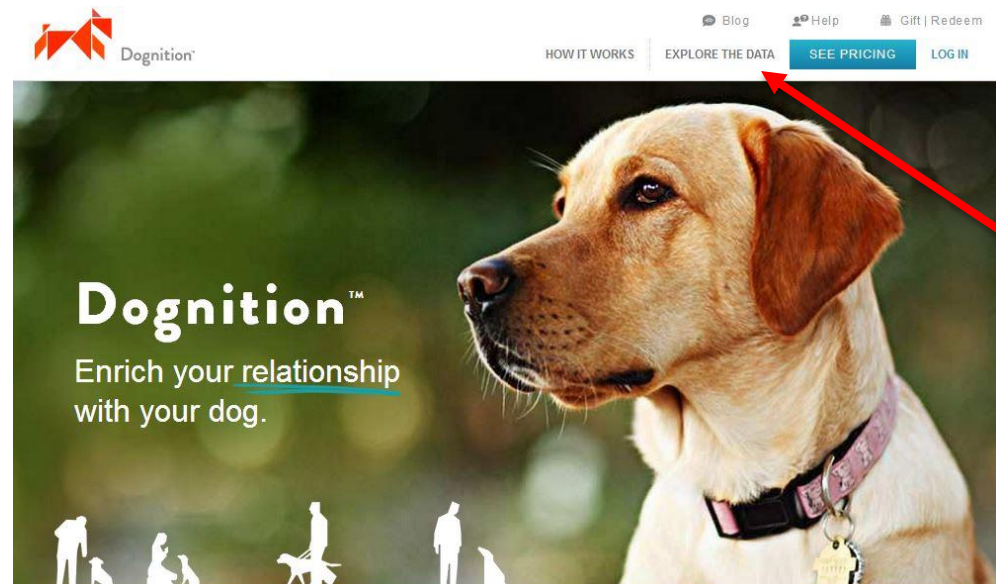 Blog
Help
Gift | Redeem
Dognition
HOW IT WORKS
EXPLORE THE DATA
SEE PRICING
LOG IN
Dognition™
Enrich your relationship
with your dog.